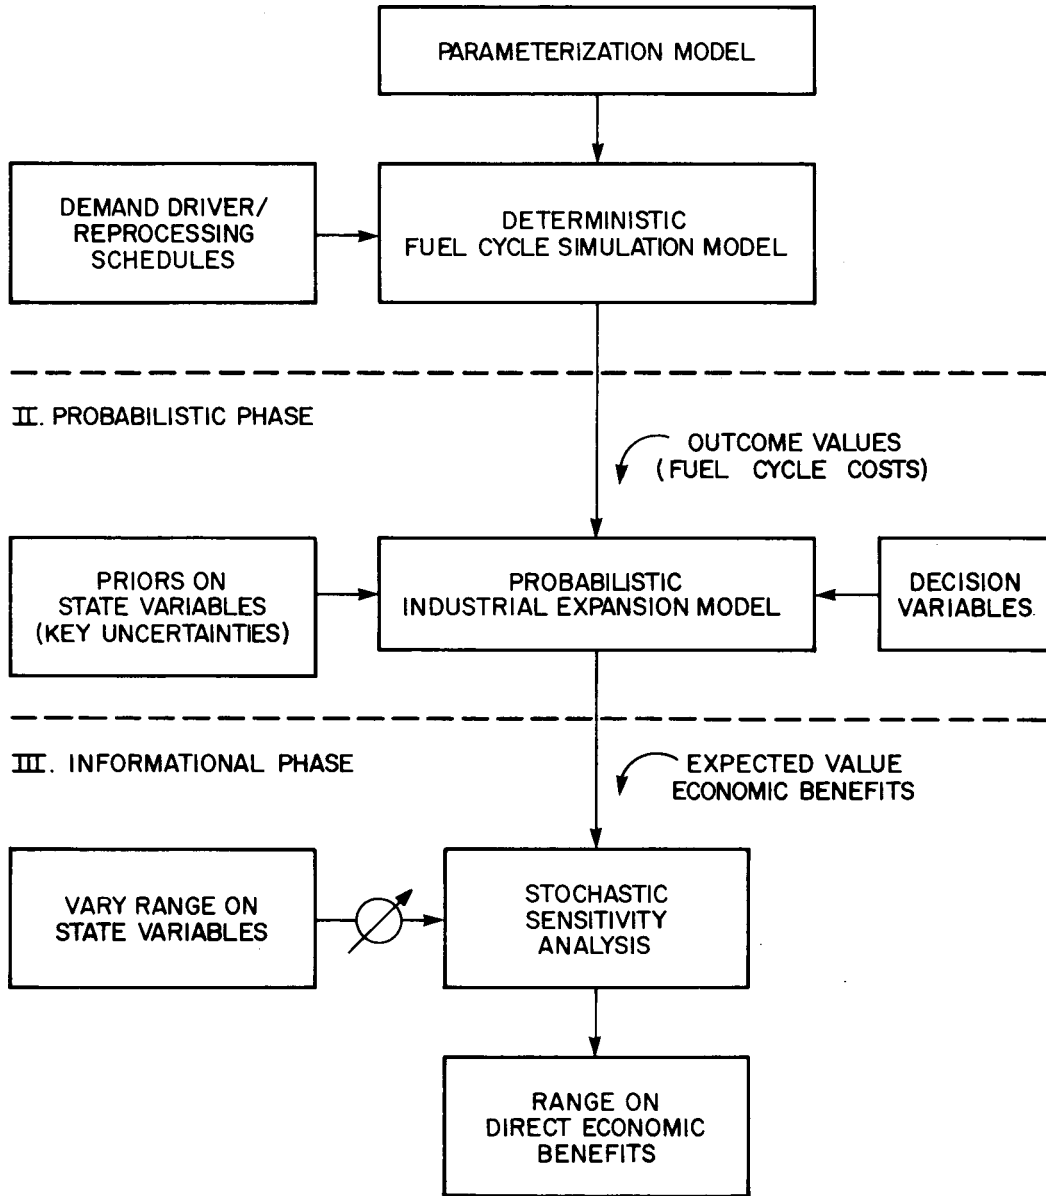 PARAMETERIZATION MODEL
DEMAND DRIVER/
REPROCESSING
SCHEDULES
DETERMINISTIC
FUEL CYCLE SIMULATION MODEL
II. PROBABILISTIC PHASE
OUTCOME VALUES
(FUEL CYCLE COSTS)
PRIORS ON
STATE VARIABLES
(KEY UNCERTAINTIES)
PROBABILISTIC
INDUSTRIAL EXPANSION MODEL
DECISION
VARIABLES
III. INFORMATIONAL PHASE
EXPECTED VALUE
ECONOMIC BENEFITS
VARY RANGE ON
STATE VARIABLES
STOCHASTIC
SENSITIVITY
ANALYSIS
RANGE ON
DIRECT ECONOMIC
BENEFITS